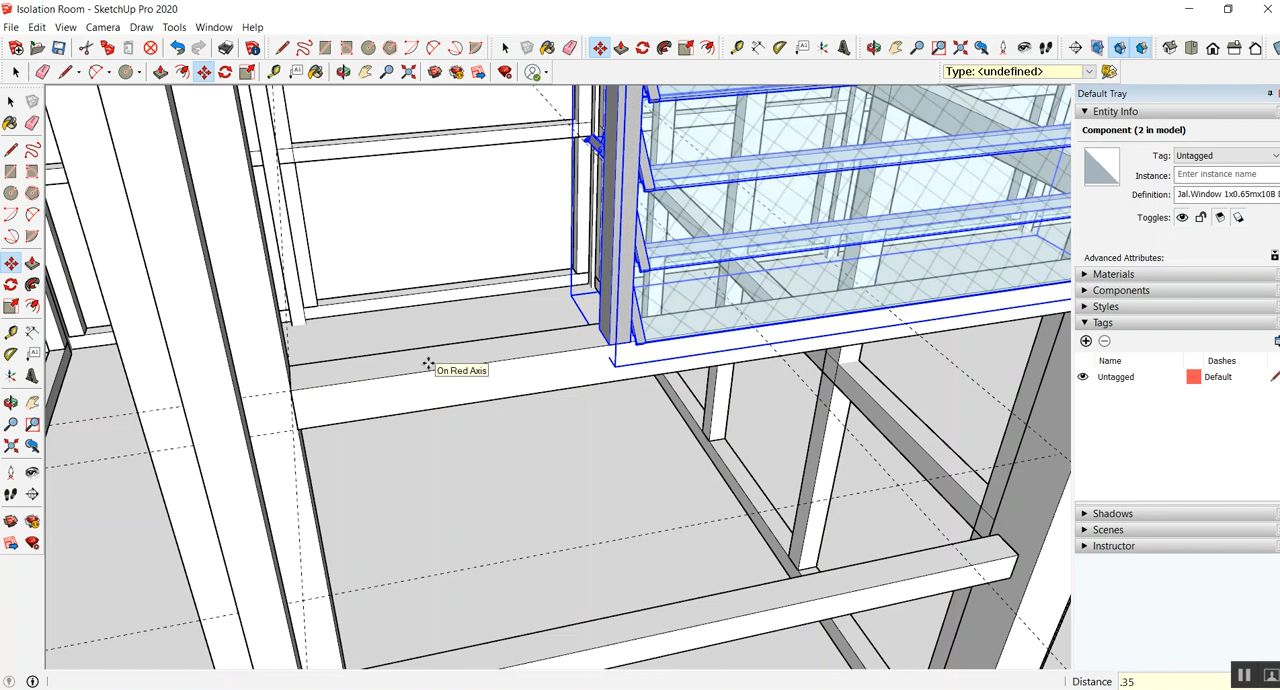 Isolation Room - SketchUp Pro 2020
File Edit View Camera Draw Tools Window Help
Type: <undefined>
Default Tray
Entity Info
Component (2 in model)
Tag: Untagged
Instance: Enter instance name
Definition: Jal.Window 1x0.65mx10B
Toggles:
Advanced Attributes:
Materials
Components
Styles
Tags
Name Dashes
Untagged Default
Shadows
Scenes
Instructor
On Red Axis
Distance .35